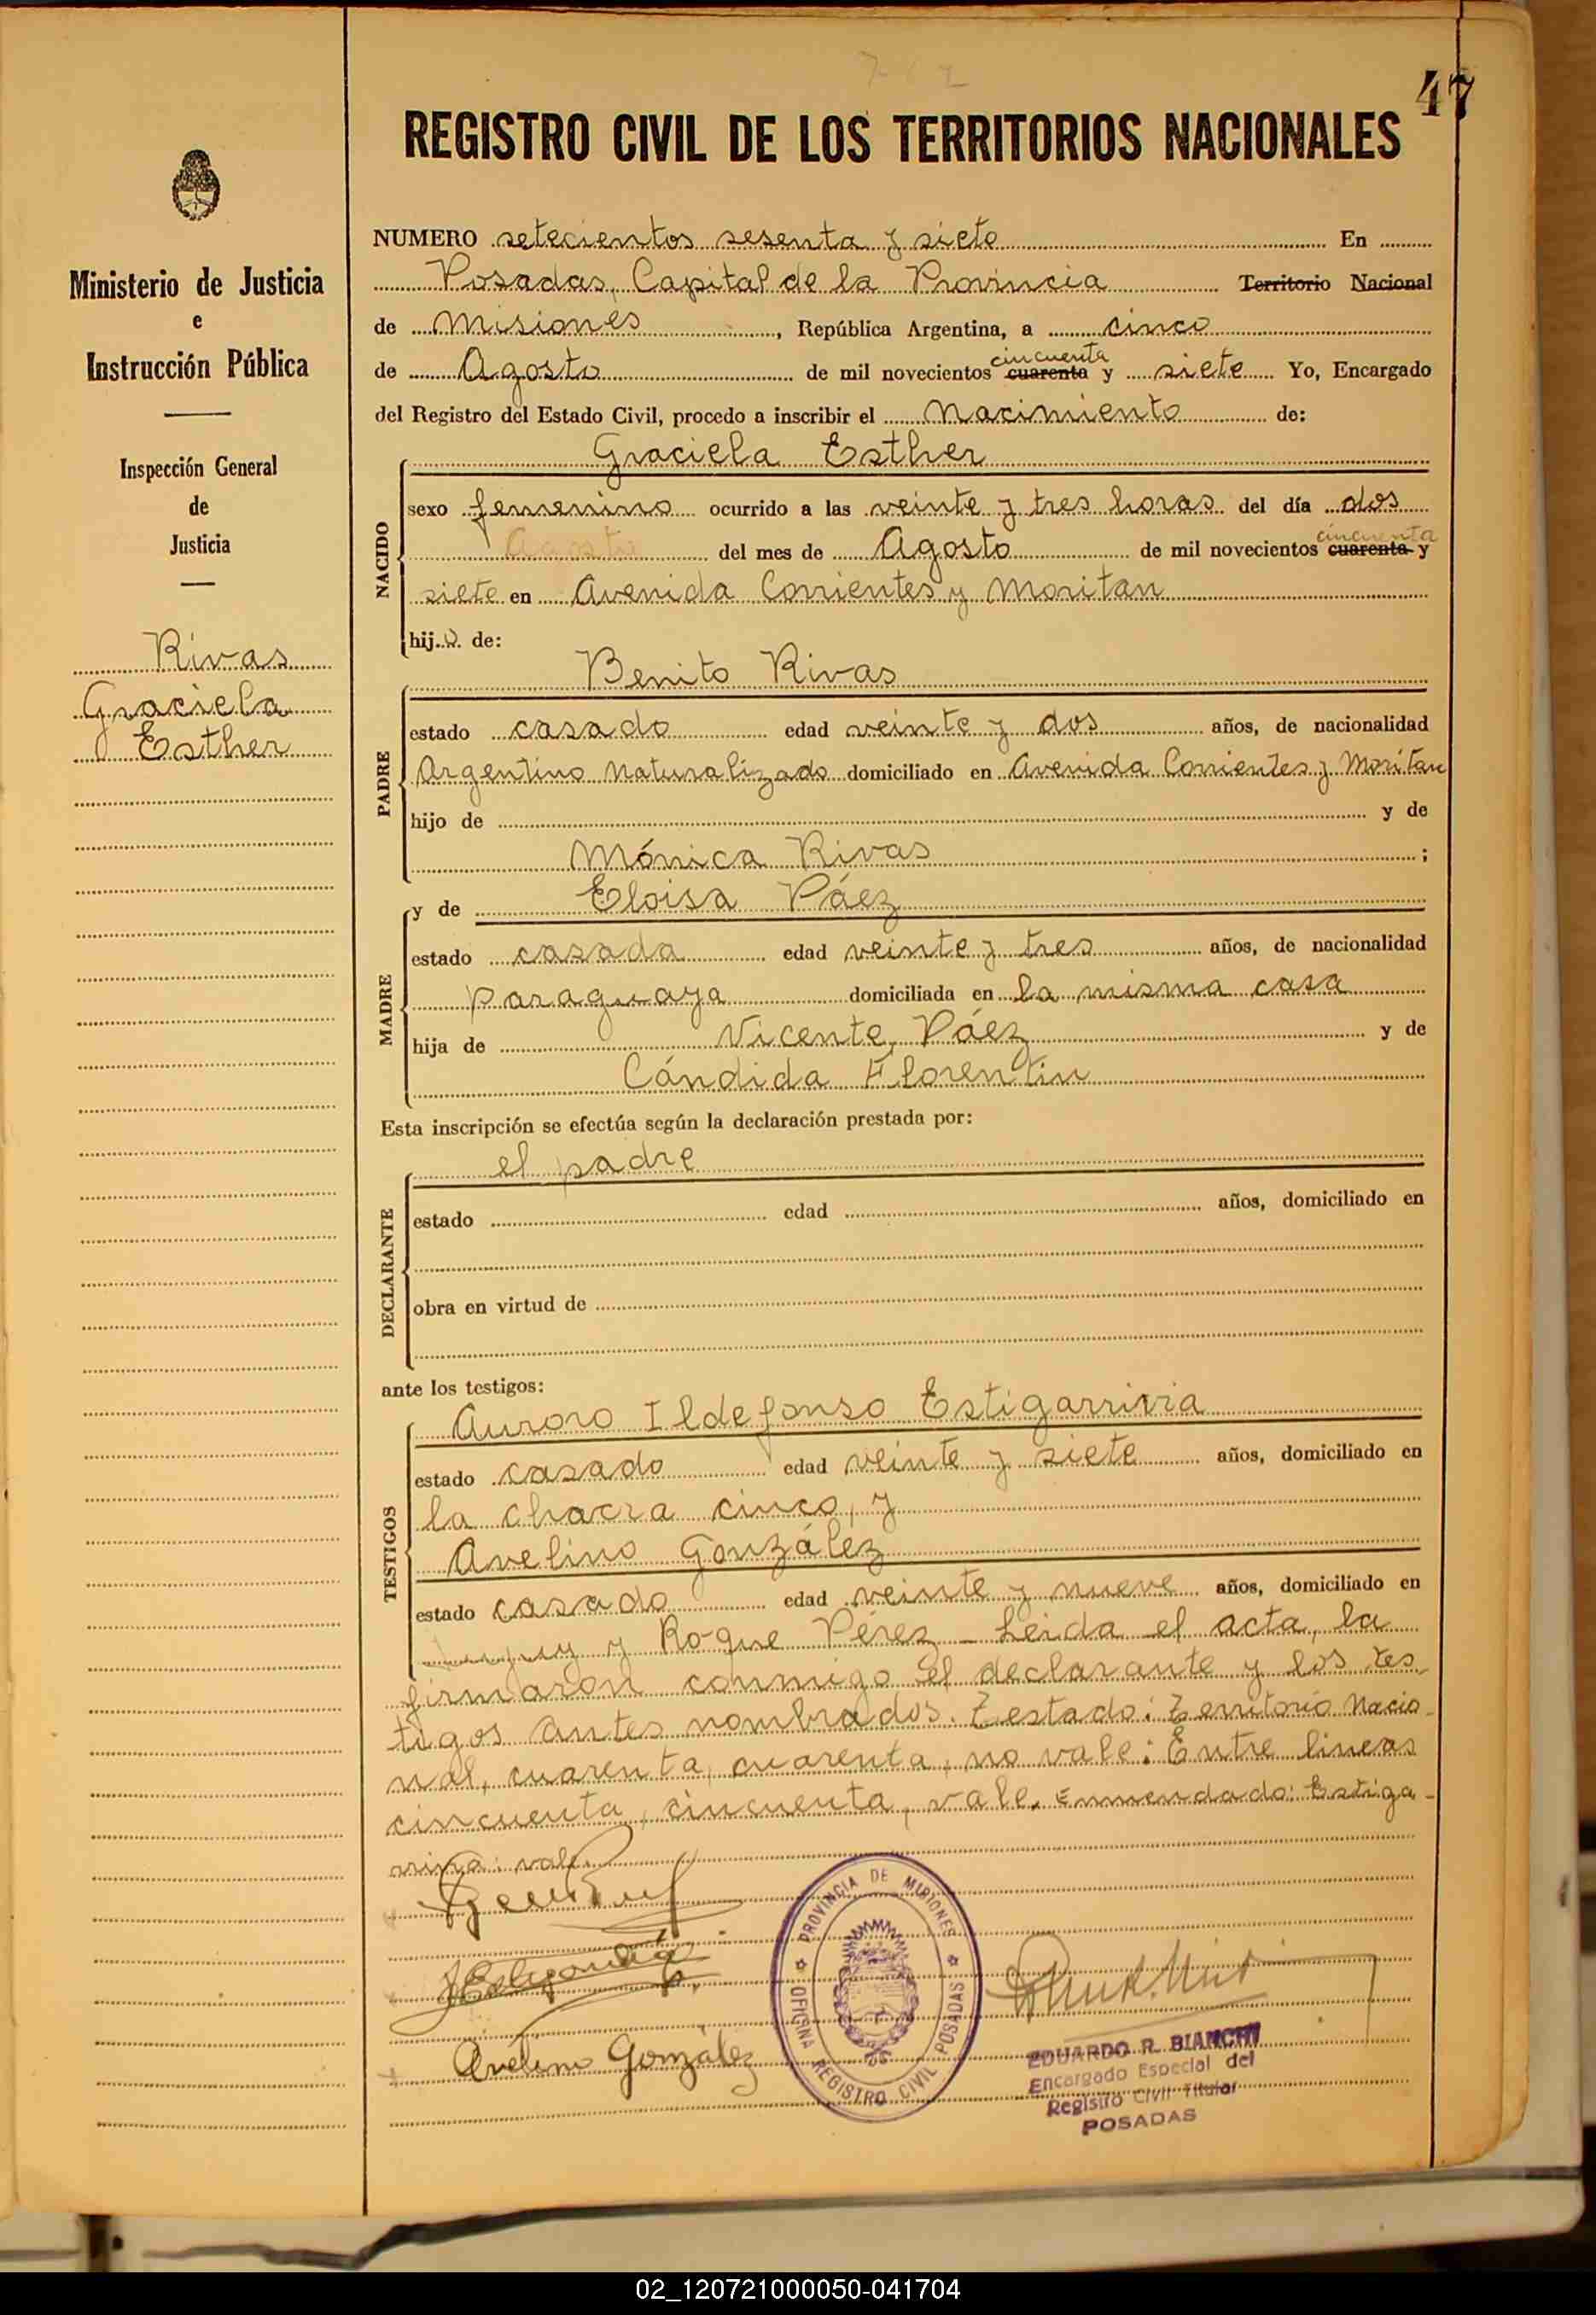 47
REGISTRO CIVIL DE LOS TERRITORIOS NACIONALES
Ministerio de Justicia
e
Instrucción Pública
Inspección General
de
Justicia
Rivas
Graciela
Esther
NUMERO setecientos sesenta y siete En
Posadas, Capital de la Provincia Territorio Nacional
de Misiones, República Argentina, a cinco
de Agosto de mil novecientos cuarenta cincuenta y siete Yo, Encargado
del Registro del Estado Civil, procedo a inscribir el Nacimiento de:
Graciela Esther
NACIDO
sexo femenino ocurrido a las veinte y tres horas del día dos
Agosto del mes de Agosto de mil novecientos cuarenta cincuenta y
siete en Avenida Corrientes y Moritan
hija de:
Benito Rivas
PADRE
estado casado edad veinte y dos años, de nacionalidad
Argentino Naturalizado domiciliado en Avenida Corrientes y Moritan
hijo de y de
Mónica Rivas ;
y de Eloisa Páez
MADRE
estado casada edad veinte y tres años, de nacionalidad
paraguaya domiciliada en la misma casa
hija de Vicente Páez y de
Cándida Florentin
Esta inscripción se efectúa según la declaración prestada por:
el padre
DECLARANTE
estado edad años, domiciliado en
obra en virtud de
ante los testigos:
Auroro Ildefonso Estigarrivia
TESTIGOS
estado casado edad veinte y siete años, domiciliado en
la chacra cinco, y
Avelino González
estado casado edad veinte y nueve años, domiciliado en
y Roque Pérez - Leida el acta, la
firmaron conmigo el declarante y los tes
tigos antes nombrados. Testado: Territorio Nacio
nal, cuarenta, cuarenta, no vale: Entre lineas
cincuenta, cincuenta, vale. Enmendado: Estiga-
rrivia: vale.
Avelino González
PROVINCIA DE MISIONES
OFICINA REGISTRO CIVIL POSADAS
EDUARDO R. BIANCHI
Encargado Especial del
Registro Civil Titular
POSADAS
02_120721000050-041704